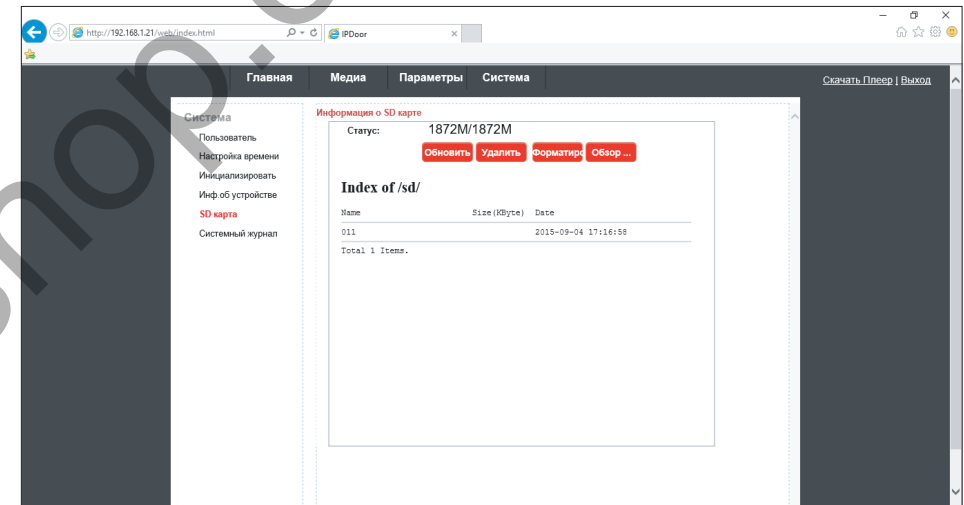 http://192.168.1.21/web/index.html
IPDoor
Главная Медиа Параметры Система
Скачать Плеер | Выход
Система
Пользователь
Настройка времени
Инициализировать
Инф.об устройстве
SD карта
Системный журнал
Информация о SD карте
Статус: 1872M/1872M
Обновить Удалить Форматиро Обзор ...
Index of /sd/
Name Size(KByte) Date
011 2015-09-04 17:16:58
Total 1 Items.